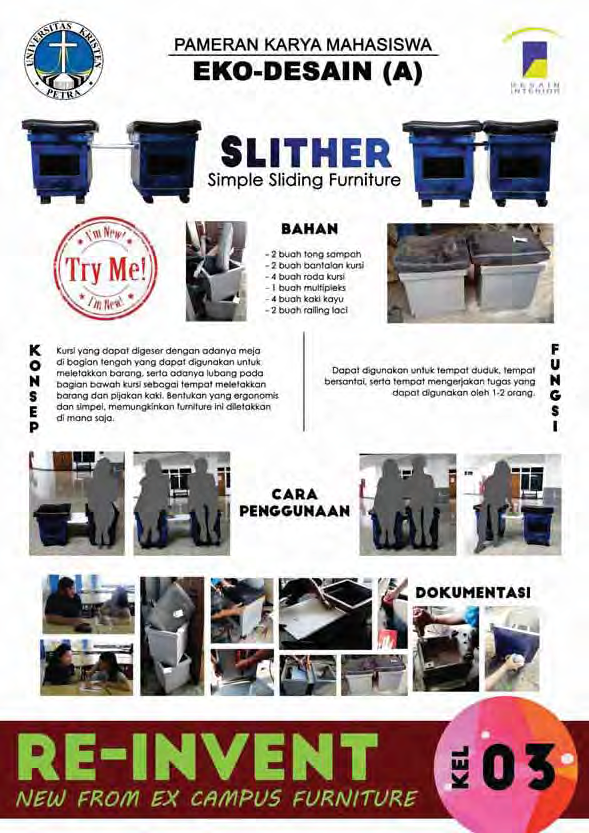 UNIVERSITAS KRISTEN
PETRA
PAMERAN KARYA MAHASISWA
EKO-DESAIN (A)
DESAIN
INTERIOR
SLITHER
Simple Sliding Furniture
I'm New!
Try Me!
I'm New!
BAHAN
- 2 buah tong sampah
- 2 buah bantalan kursi
- 4 buah roda kursi
- 1 buah multipleks
- 4 buah kaki kayu
- 2 buah railing laci
KONSEP
Kursi yang dapat digeser dengan adanya meja
di bagian tengah yang dapat digunakan untuk
meletakkan barang, serta adanya lubang pada
bagian bawah kursi sebagai tempat meletakkan
barang dan pijakan kaki. Bentukan yang ergonomis
dan simpel, memungkinkan furniture ini diletakkan
di mana saja.
FUNGSI
Dapat digunakan untuk tempat duduk, tempat
bersantai, serta tempat mengerjakan tugas yang
dapat digunakan oleh 1-2 orang.
CARA
PENGGUNAAN
DOKUMENTASI
RE-INVENT
NEW FROM EX CAMPUS FURNITURE
KEL 03